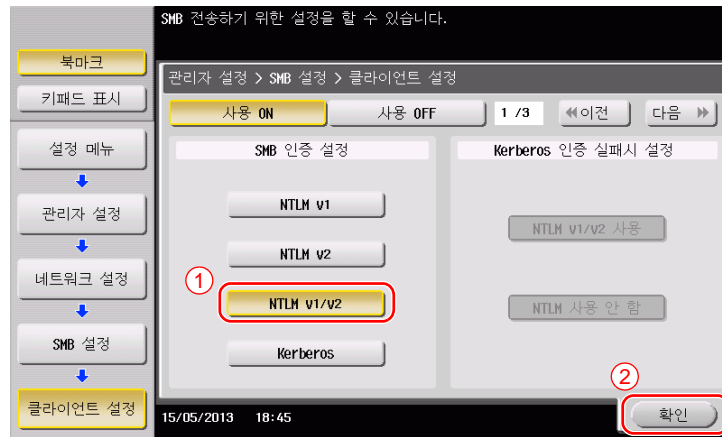 SMB 전송하기 위한 설정을 할 수 있습니다.
북마크
키패드 표시
설정 메뉴
관리자 설정
네트워크 설정
SMB 설정
클라이언트 설정
관리자 설정 > SMB 설정 > 클라이언트 설정
사용 ON 사용 OFF 1 /3 이전 다음
SMB 인증 설정 Kerberos 인증 실패시 설정
NTLM v1
NTLM v1/v2 사용
NTLM v2
1
NTLM v1/v2
NTLM 사용 안 함
Kerberos
2
15/05/2013 18:45 확인